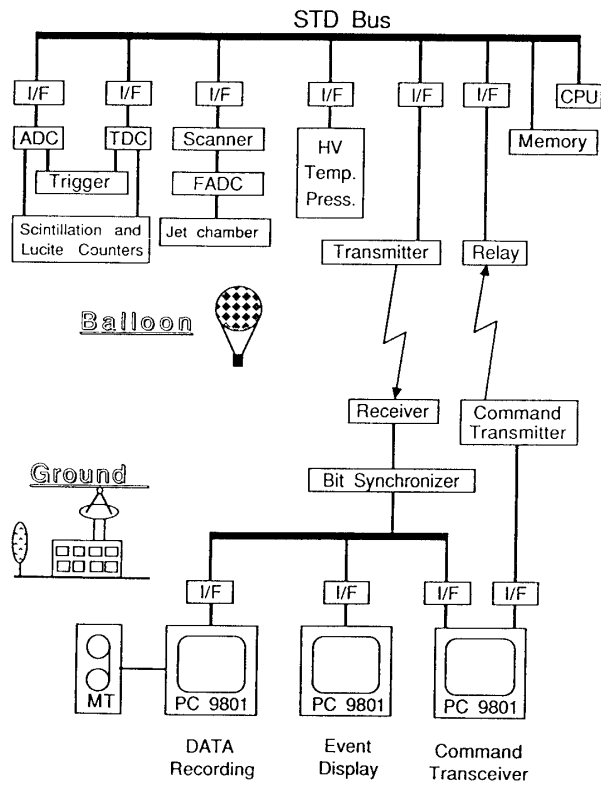 STD Bus
I/F
I/F
I/F
I/F
I/F
I/F
CPU
ADC
TDC
Scanner
HV
Temp.
Press.
Memory
Trigger
FADC
Scintillation and
Lucite Counters
Jet chamber
Transmitter
Relay
Balloon
Receiver
Command
Transmitter
Ground
Bit Synchronizer
I/F
I/F
I/F
I/F
MT
PC 9801
PC 9801
PC 9801
DATA
Recording
Event
Display
Command
Transceiver